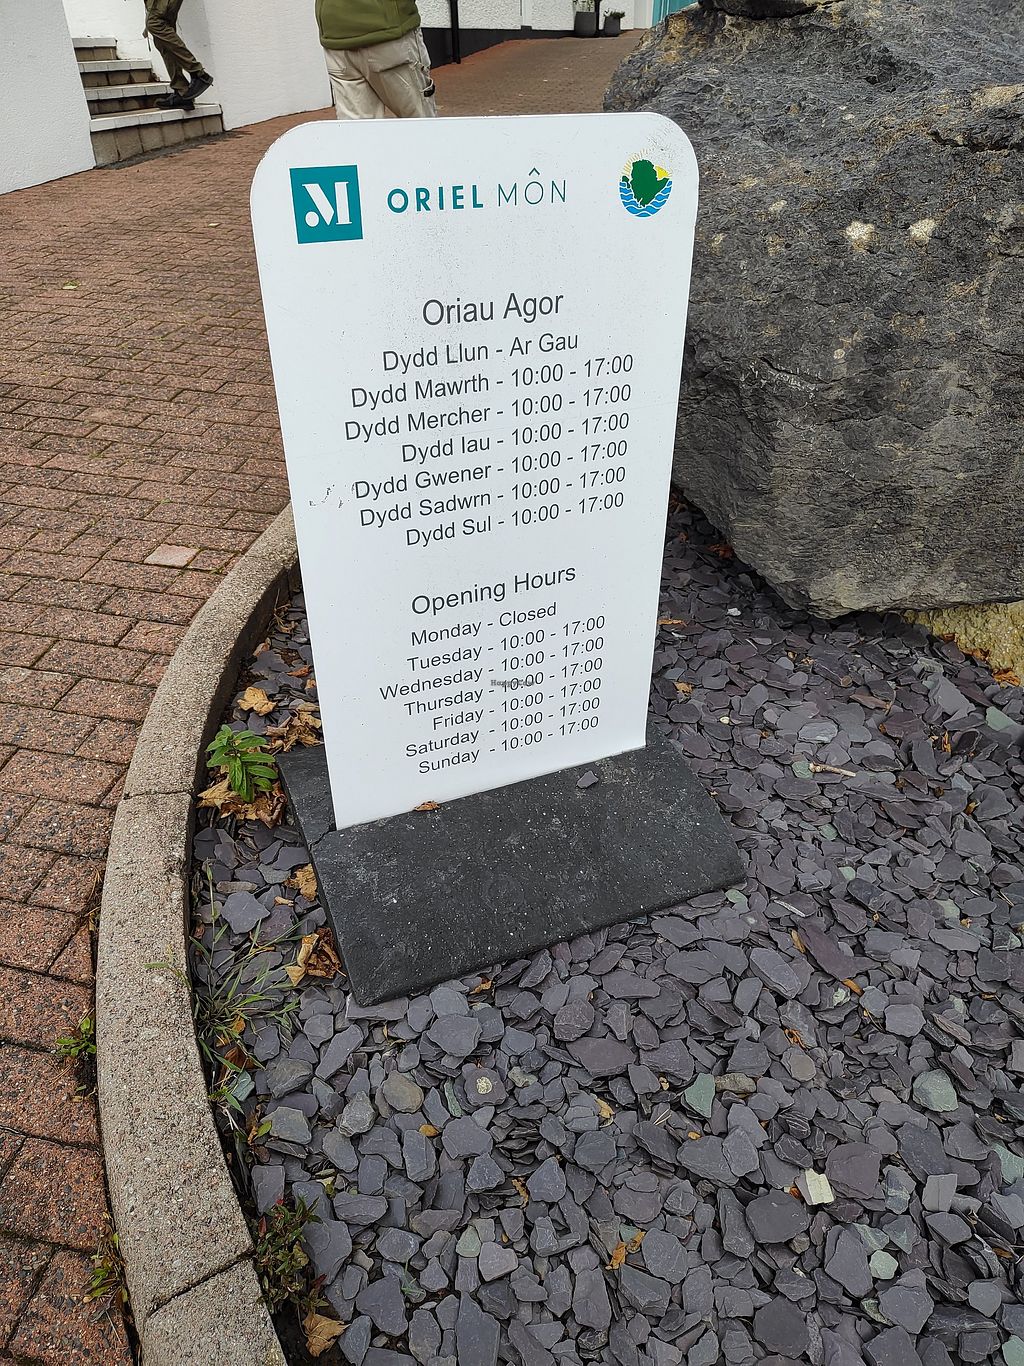 M ORIEL MÔN
Oriau Agor
Dydd Llun - Ar Gau
Dydd Mawrth - 10:00 - 17:00
Dydd Mercher - 10:00 - 17:00
Dydd Iau - 10:00 - 17:00
Dydd Gwener - 10:00 - 17:00
Dydd Sadwrn - 10:00 - 17:00
Dydd Sul - 10:00 - 17:00
Opening Hours
Monday - Closed
Tuesday - 10:00 - 17:00
Wednesday - 10:00 - 17:00
Thursday - 10:00 - 17:00
Friday - 10:00 - 17:00
Saturday - 10:00 - 17:00
Sunday - 10:00 - 17:00